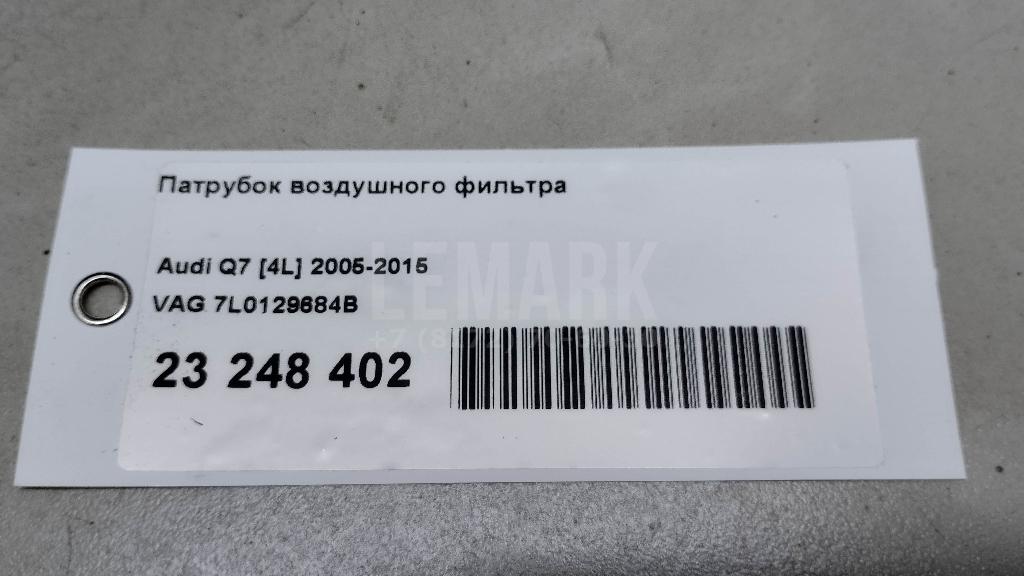 Патрубок воздушного фильтра
Audi Q7 [4L] 2005-2015
VAG 7L0129684B
23 248 402
LEMARK